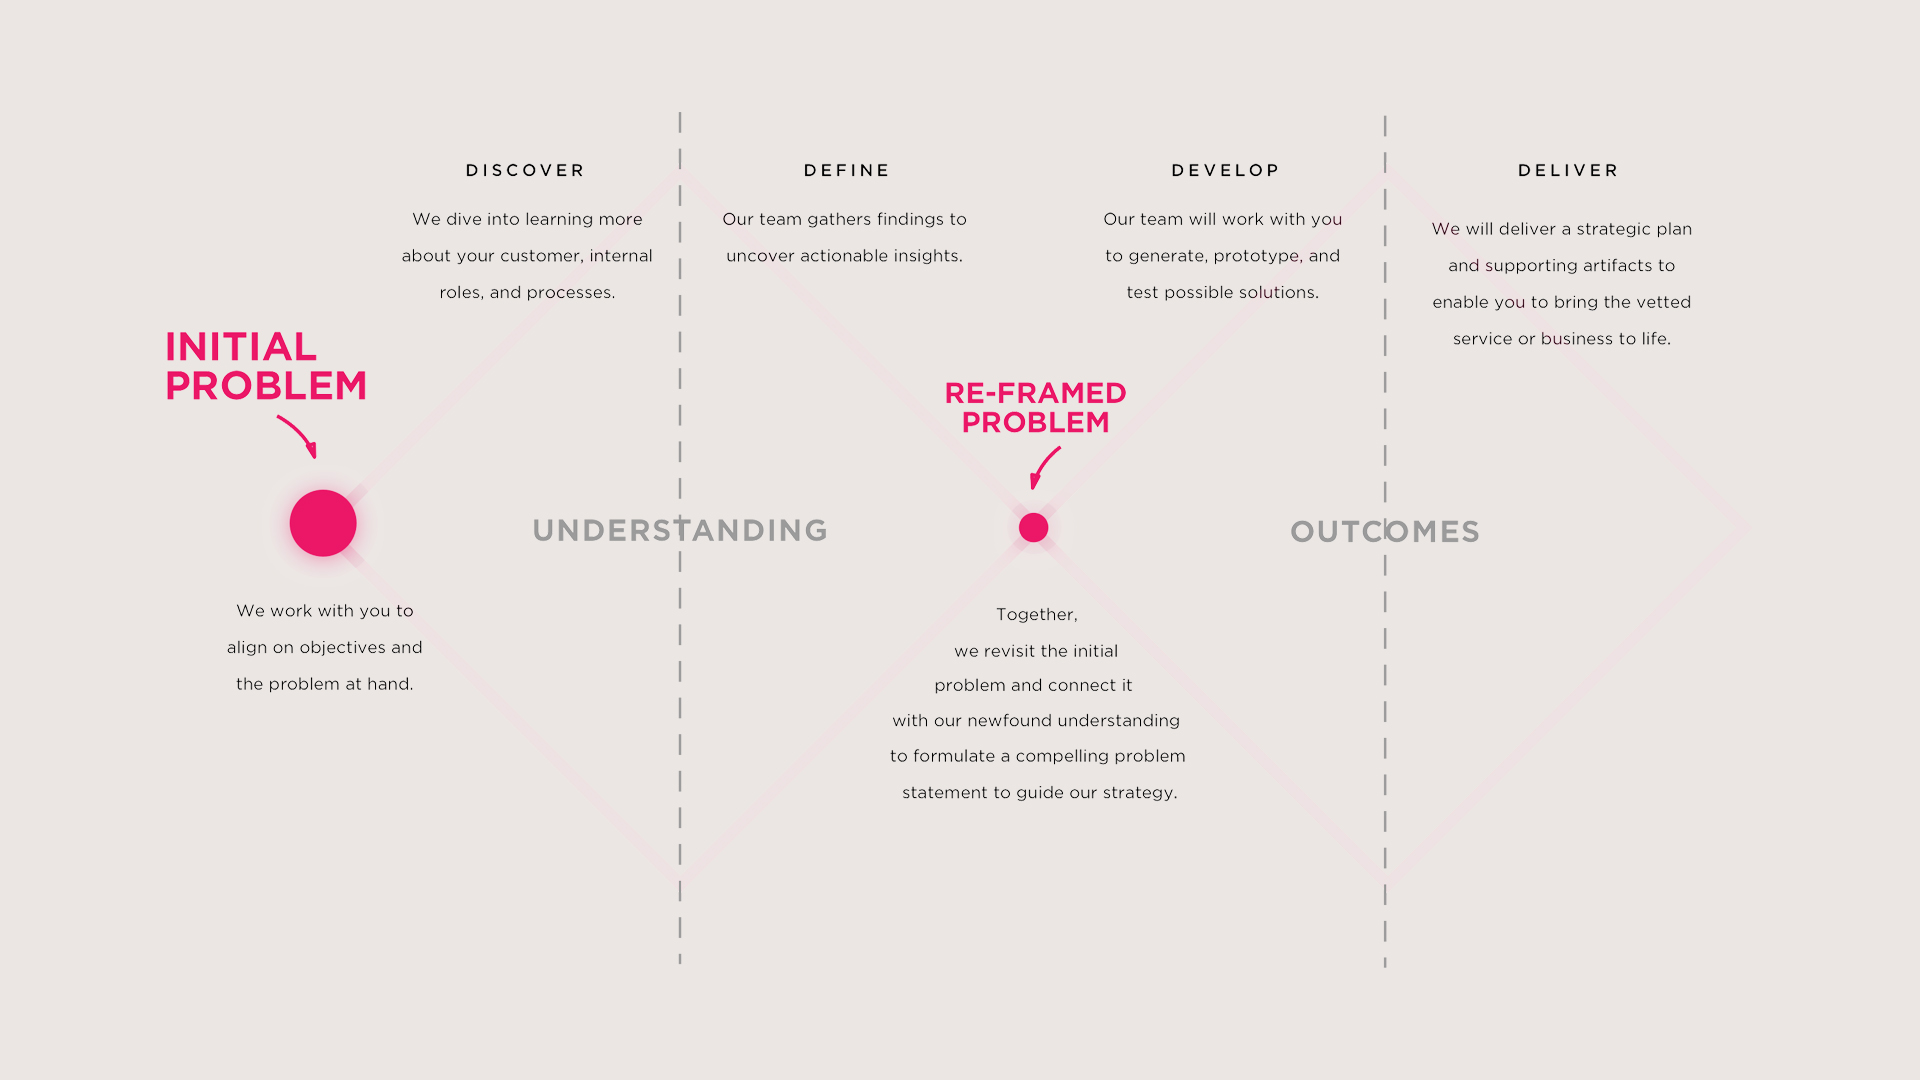 DISCOVER
We dive into learning more
about your customer, internal
roles, and processes.
DEFINE
Our team gathers findings to
uncover actionable insights.
DEVELOP
Our team will work with you
to generate, prototype, and
test possible solutions.
DELIVER
We will deliver a strategic plan
and supporting artifacts to
enable you to bring the vetted
service or business to life.
INITIAL
PROBLEM
RE-FRAMED
PROBLEM
UNDERSTANDING
OUTCOMES
We work with you to
align on objectives and
the problem at hand.
Together,
we revisit the initial
problem and connect it
with our newfound understanding
to formulate a compelling problem
statement to guide our strategy.